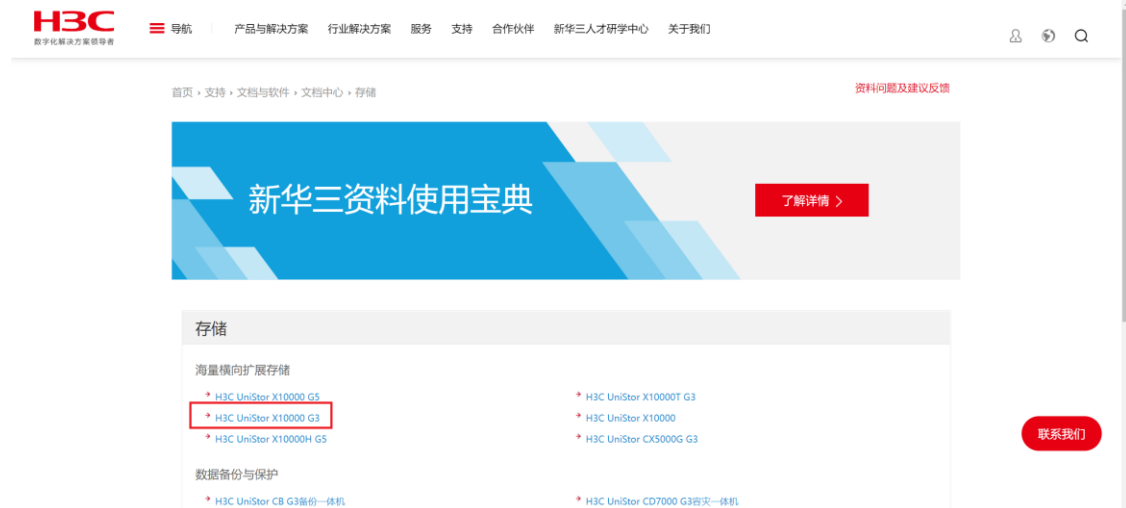 H3C
数字化解决方案领导者
导航 产品与解决方案 行业解决方案 服务 支持 合作伙伴 新华三人才研学中心 关于我们
首页 › 支持 › 文档与软件 › 文档中心 › 存储
资料问题及建议反馈
新华三资料使用宝典
了解详情 >
存储
海量横向扩展存储
H3C UniStor X10000 G5
H3C UniStor X10000T G3
H3C UniStor X10000 G3
H3C UniStor X10000
H3C UniStor X10000H G5
H3C UniStor CX5000G G3
联系我们
数据备份与保护
H3C UniStor CB G3备份一体机
H3C UniStor CD7000 G3容灾一体机